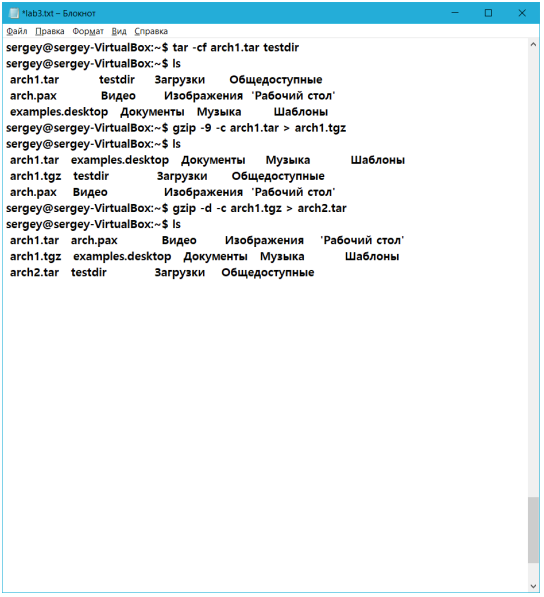 *lab3.txt – Блокнот
Файл Правка Формат Вид Справка
sergey@sergey-VirtualBox:~$ tar -cf arch1.tar testdir
sergey@sergey-VirtualBox:~$ ls
arch1.tar testdir Загрузки Общедоступные
arch.pax Видео Изображения 'Рабочий стол'
examples.desktop Документы Музыка Шаблоны
sergey@sergey-VirtualBox:~$ gzip -9 -c arch1.tar > arch1.tgz
sergey@sergey-VirtualBox:~$ ls
arch1.tar examples.desktop Документы Музыка Шаблоны
arch1.tgz testdir Загрузки Общедоступные
arch.pax Видео Изображения 'Рабочий стол'
sergey@sergey-VirtualBox:~$ gzip -d -c arch1.tgz > arch2.tar
sergey@sergey-VirtualBox:~$ ls
arch1.tar arch.pax Видео Изображения 'Рабочий стол'
arch1.tgz examples.desktop Документы Музыка Шаблоны
arch2.tar testdir Загрузки Общедоступные